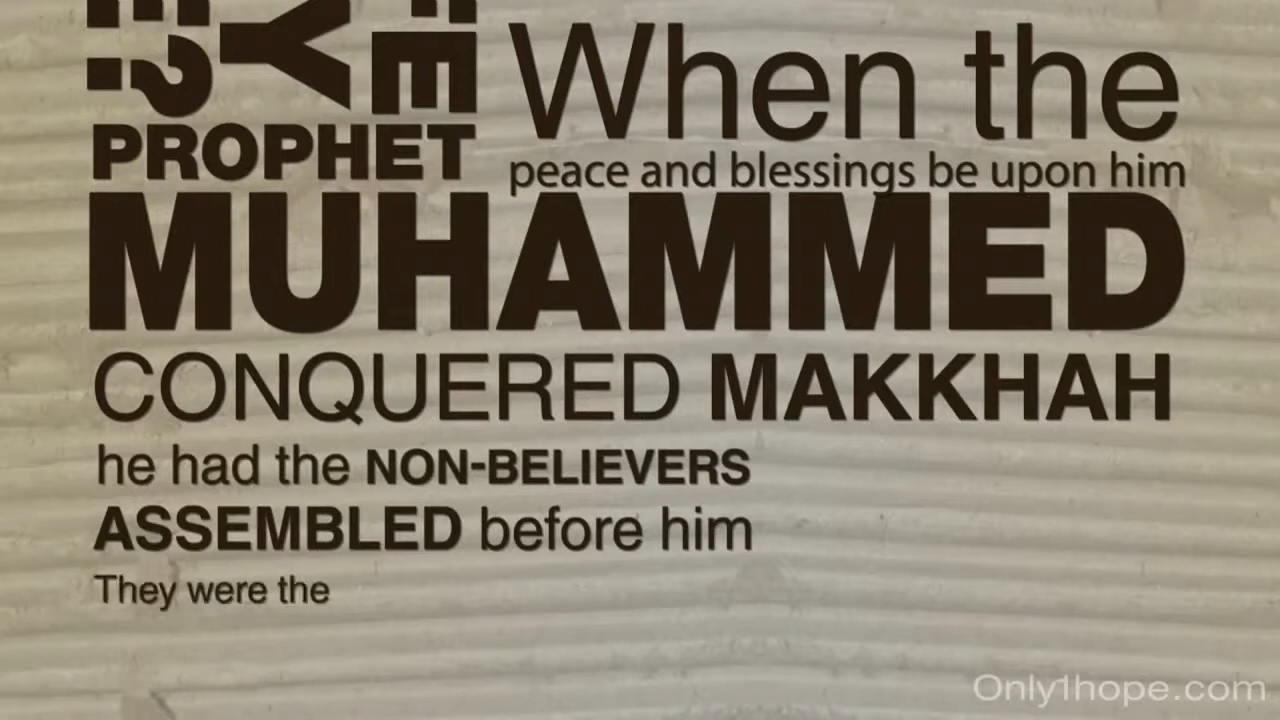 When the
PROPHET
peace and blessings be upon him
MUHAMMED
CONQUERED MAKKHAH
he had the NON-BELIEVERS
ASSEMBLED before him
They were the
Only1hope.com